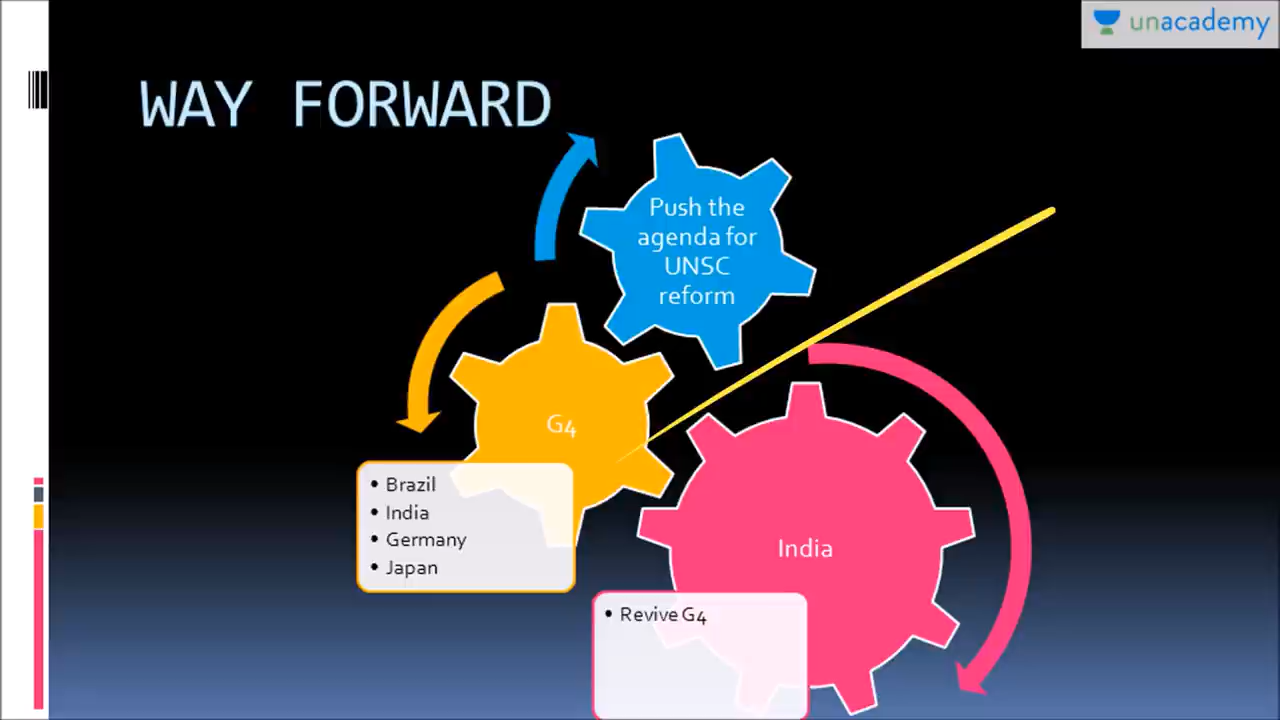 unacademy
WAY FORWARD
Push the
agenda for
UNSC
reform
G4
• Brazil
• India
• Germany
• Japan
India
• Revive G4